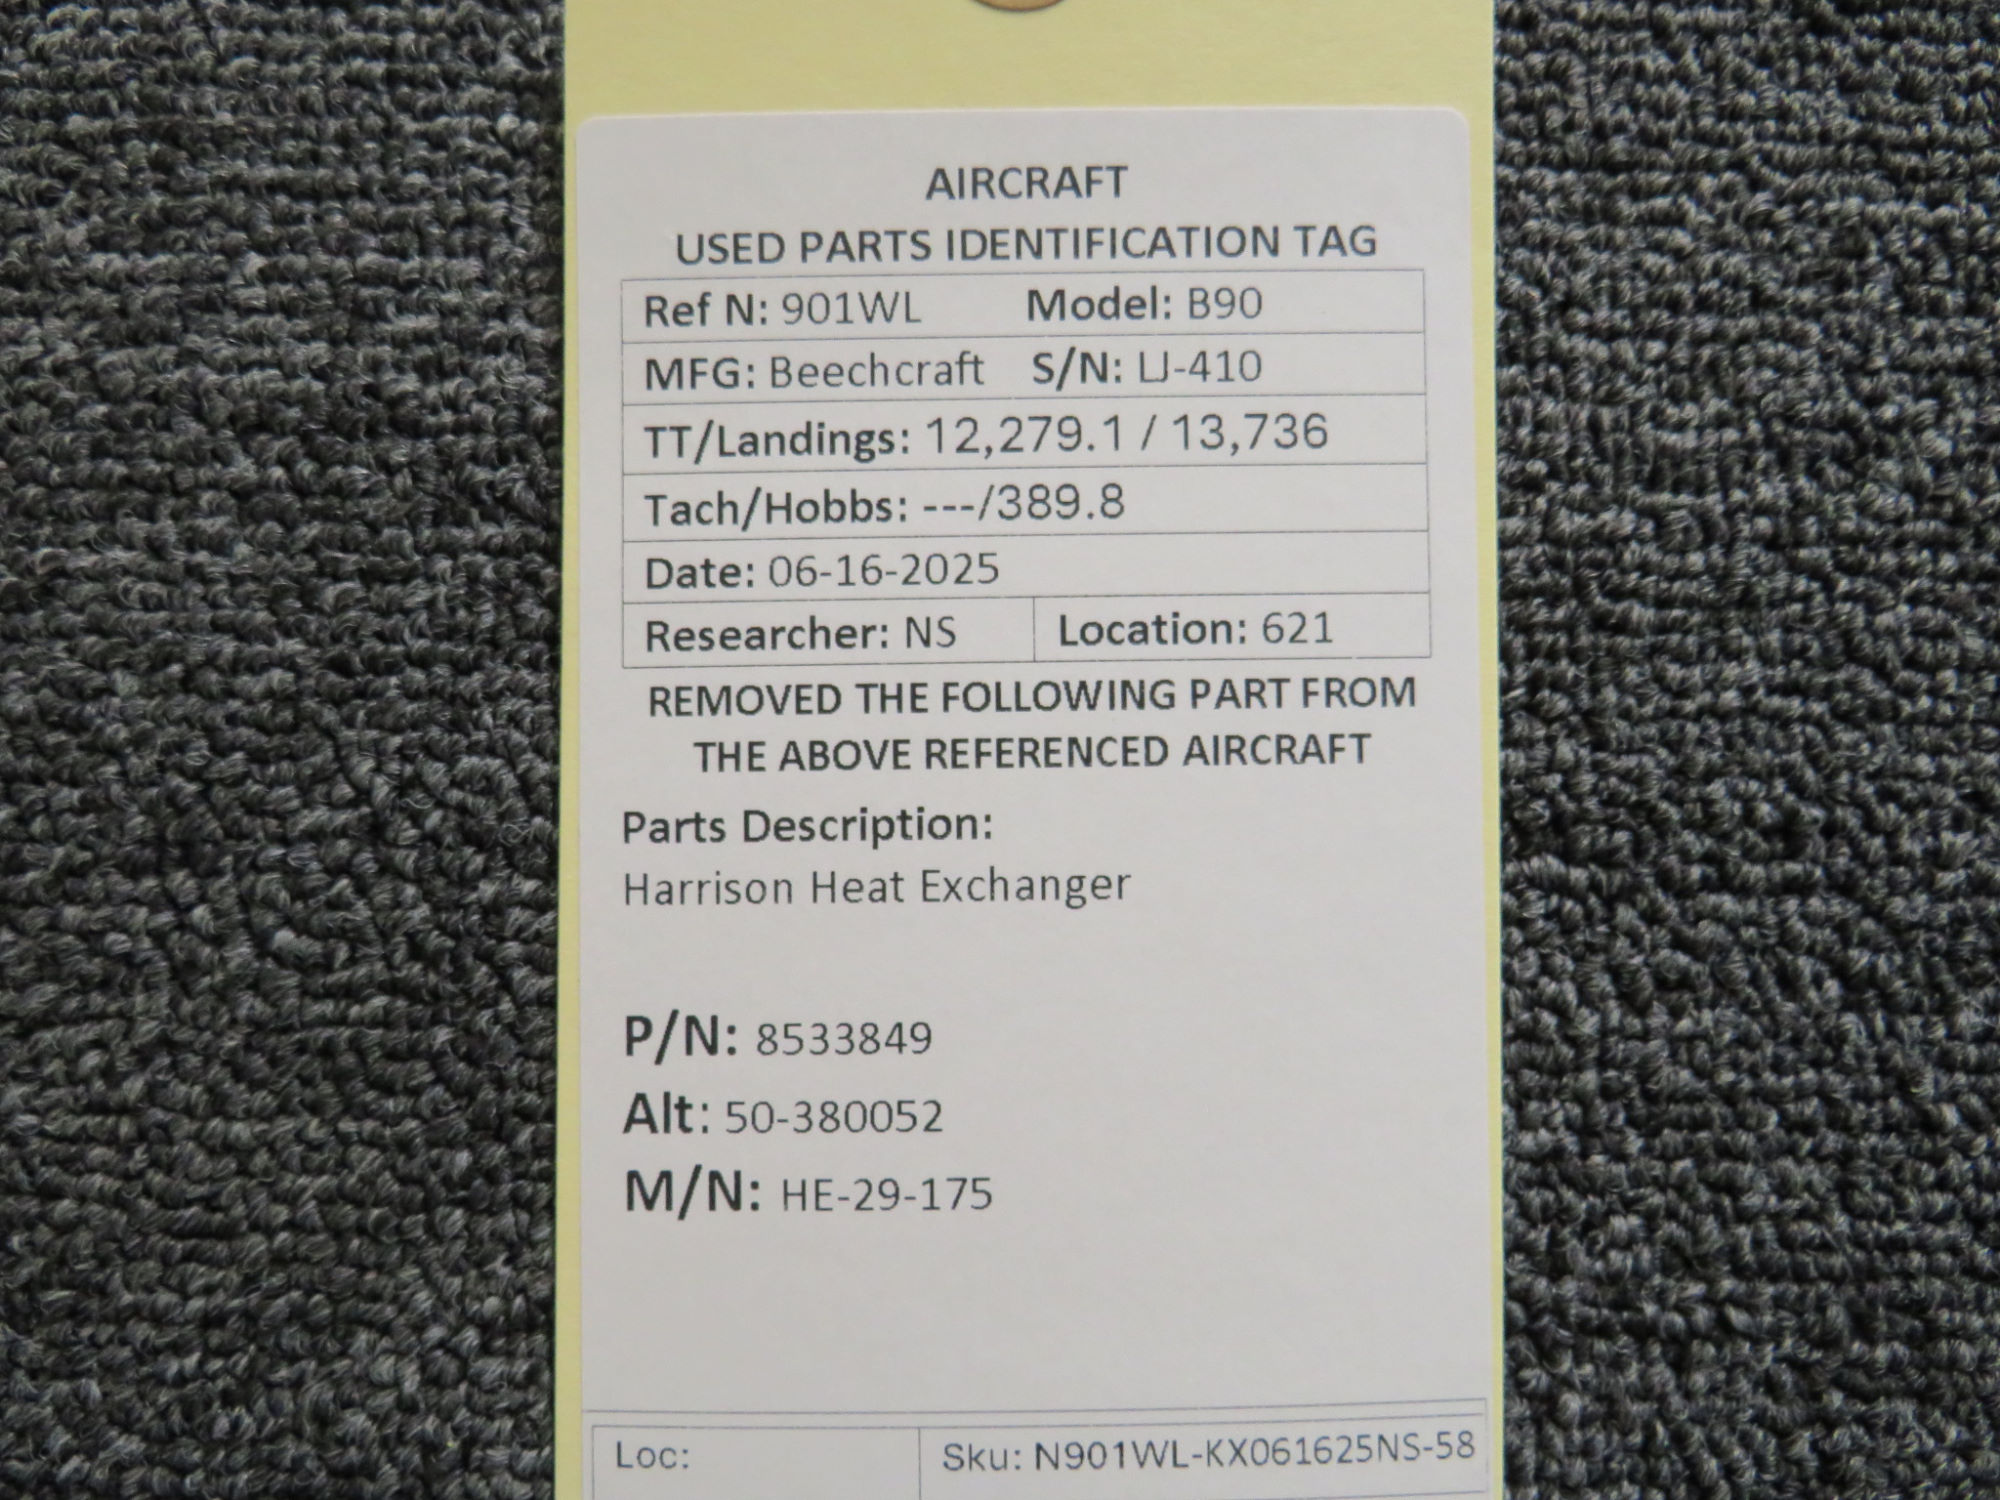 AIRCRAFT
USED PARTS IDENTIFICATION TAG
Ref N: 901WL Model: B90
MFG: Beechcraft S/N: LJ-410
TT/Landings: 12,279.1 / 13,736
Tach/Hobbs: ---/389.8
Date: 06-16-2025
Researcher: NS Location: 621
REMOVED THE FOLLOWING PART FROM
THE ABOVE REFERENCED AIRCRAFT
Parts Description:
Harrison Heat Exchanger
P/N: 8533849
Alt: 50-380052
M/N: HE-29-175
Loc: Sku: N901WL-KX061625NS-58